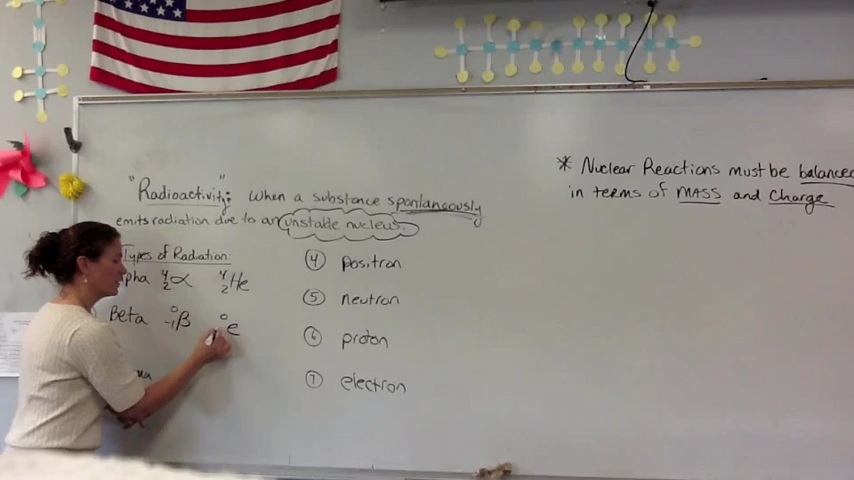 "Radioactivity": when a substance spontaneously
emits radiation due to an unstable nucleus.
Types of Radiation:
pha ⁴₂α ⁴₂He
Beta ⁰₋₁β ⁰e
④ positron
⑤ neutron
⑥ proton
⑦ electron
* Nuclear Reactions must be balanced
in terms of MASS and Charge